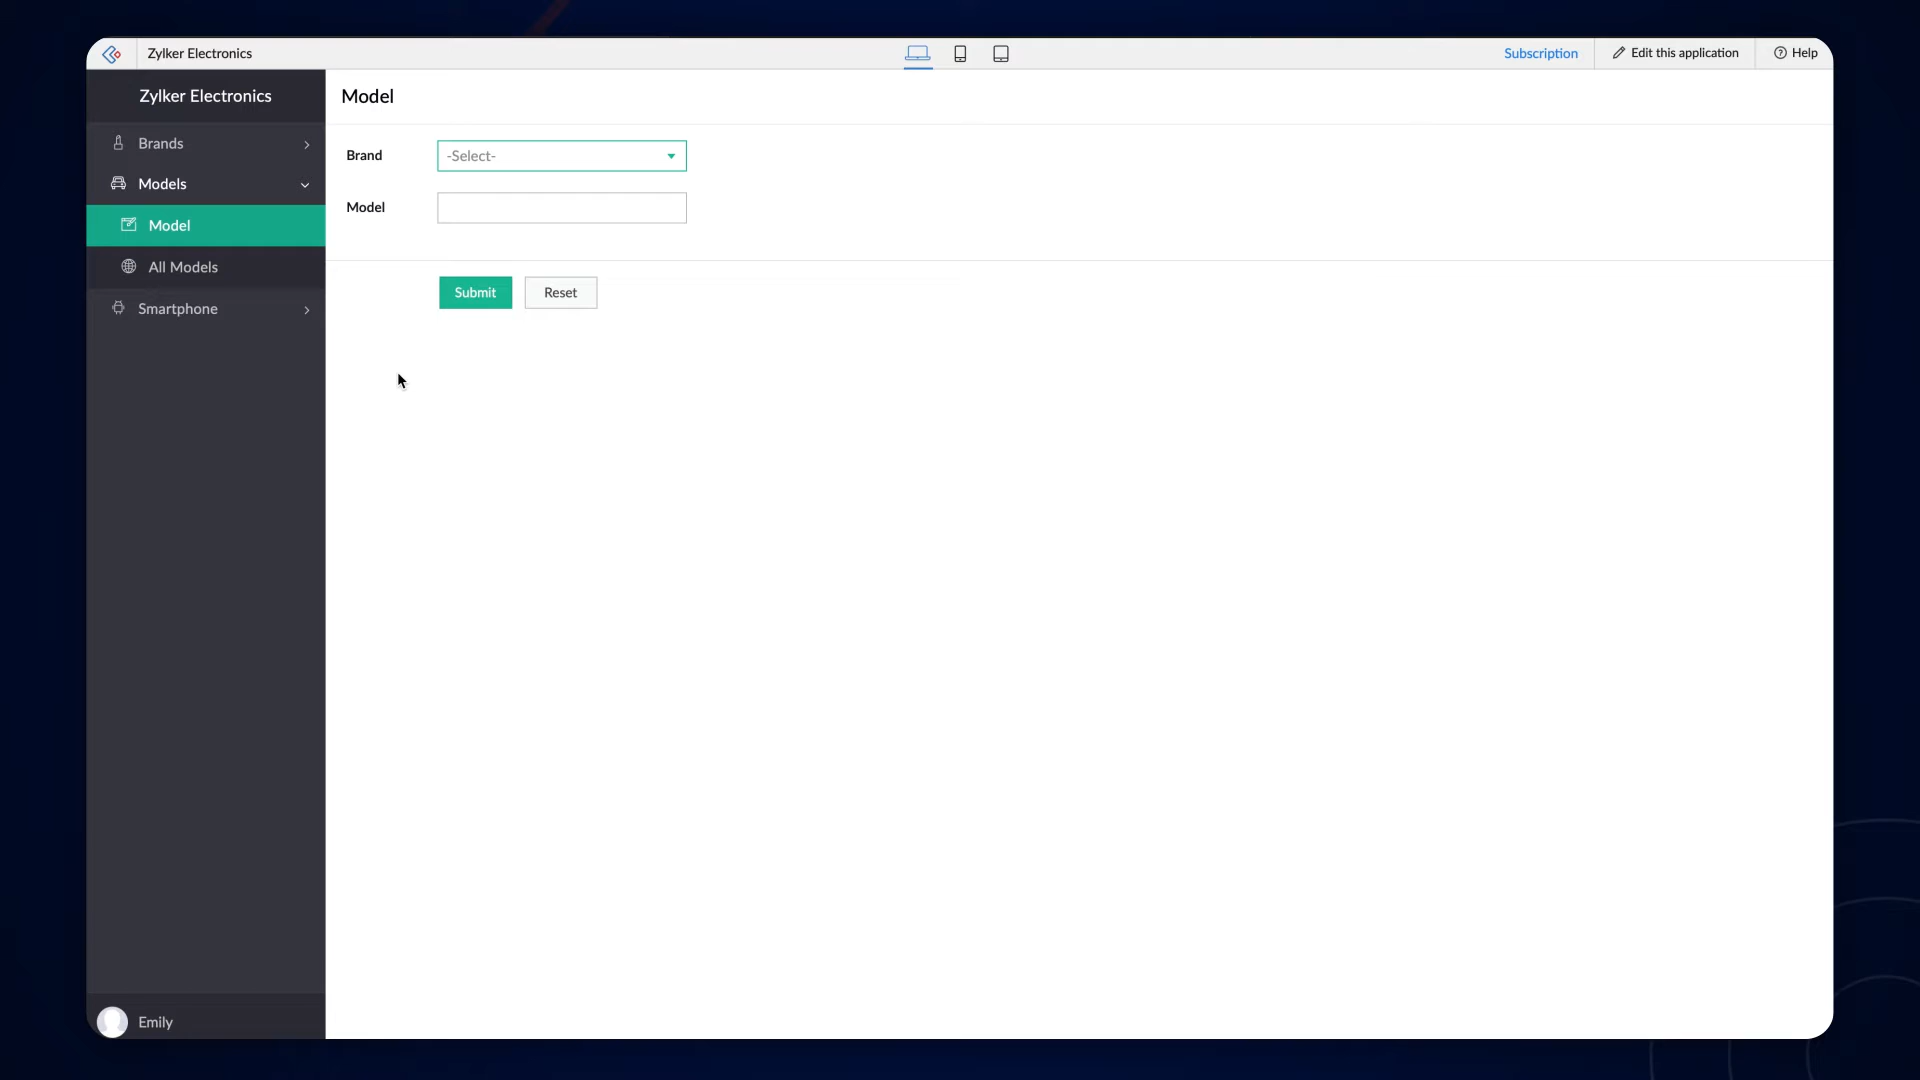 Zylker Electronics
Subscription
Edit this application
Help
Zylker Electronics
Brands
Models
Model
All Models
Smartphone
Emily
Model
Brand
-Select-
Model
Submit
Reset